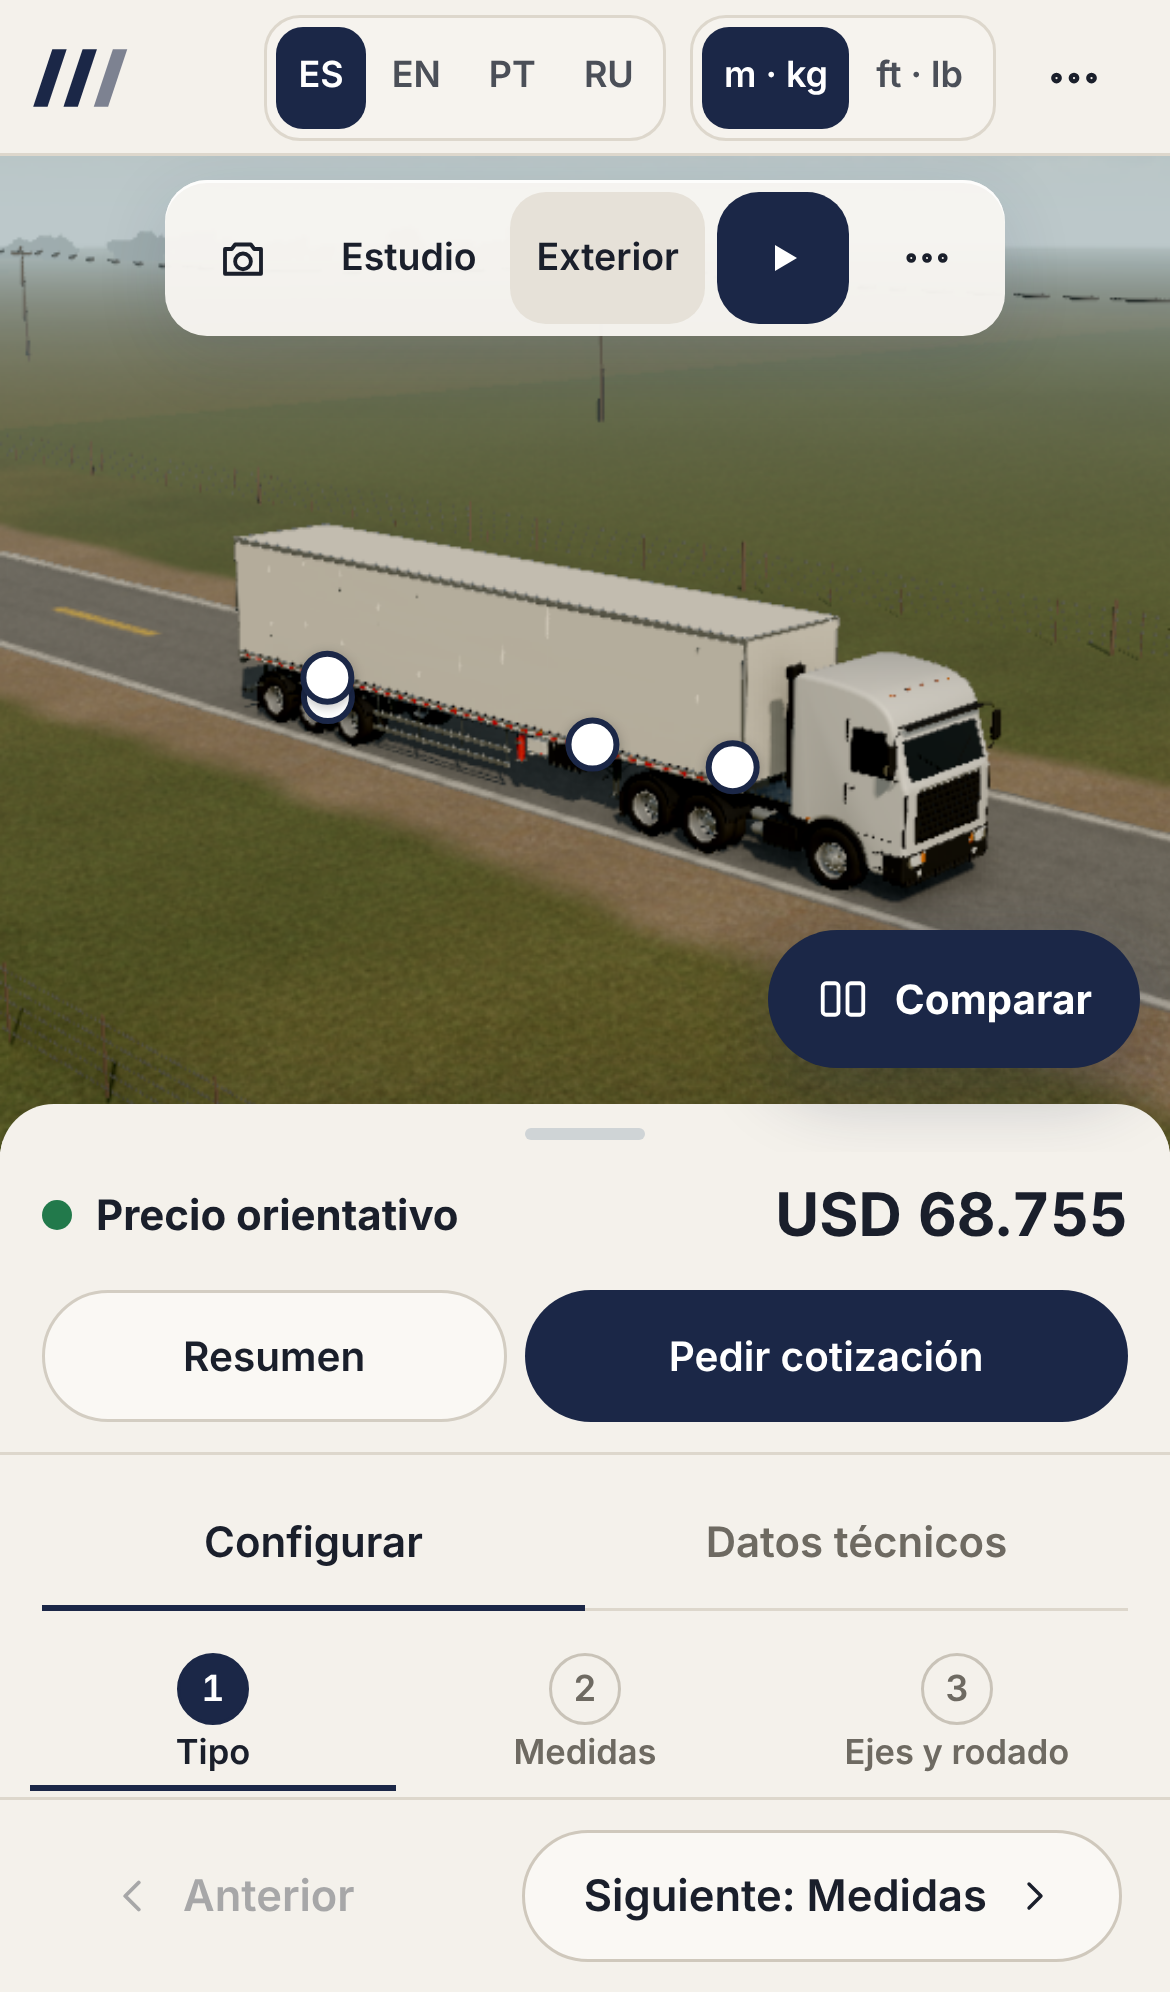 ES EN PT RU m · kg ft · lb
Estudio Exterior
Comparar
Precio orientativo USD 68.755
Resumen Pedir cotización
Configurar Datos técnicos
1 2 3
Tipo Medidas Ejes y rodado
Anterior Siguiente: Medidas